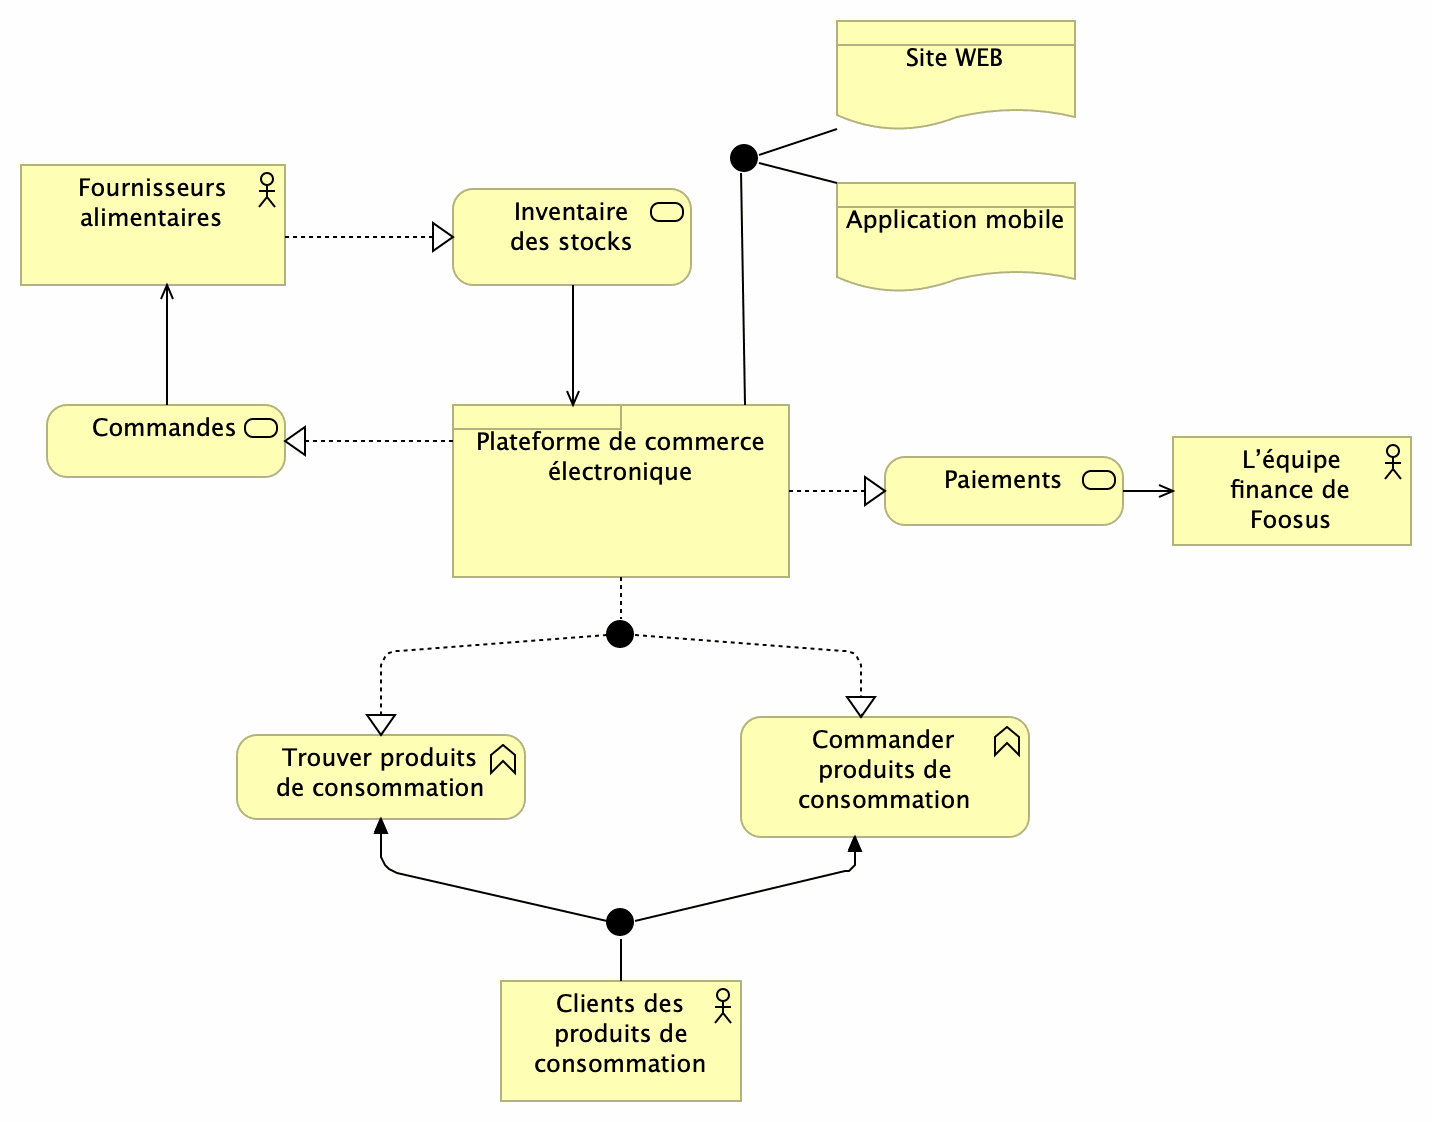 Site WEB
Fournisseurs
alimentaires
Inventaire
des stocks
Application mobile
Commandes
Plateforme de commerce
électronique
Paiements
L’équipe
finance de
Foosus
Trouver produits
de consommation
Commander
produits de
consommation
Clients des
produits de
consommation